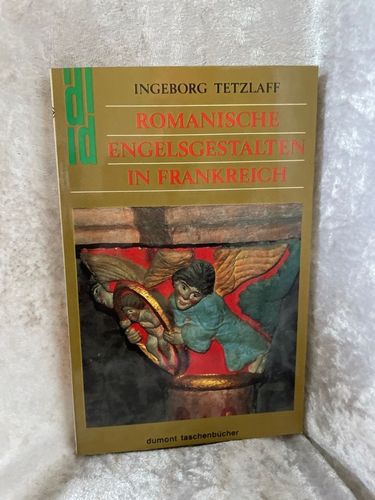 INGEBORG TETZLAFF
ROMANISCHE
ENGELSGESTALTEN
IN FRANKREICH
dumont taschenbücher